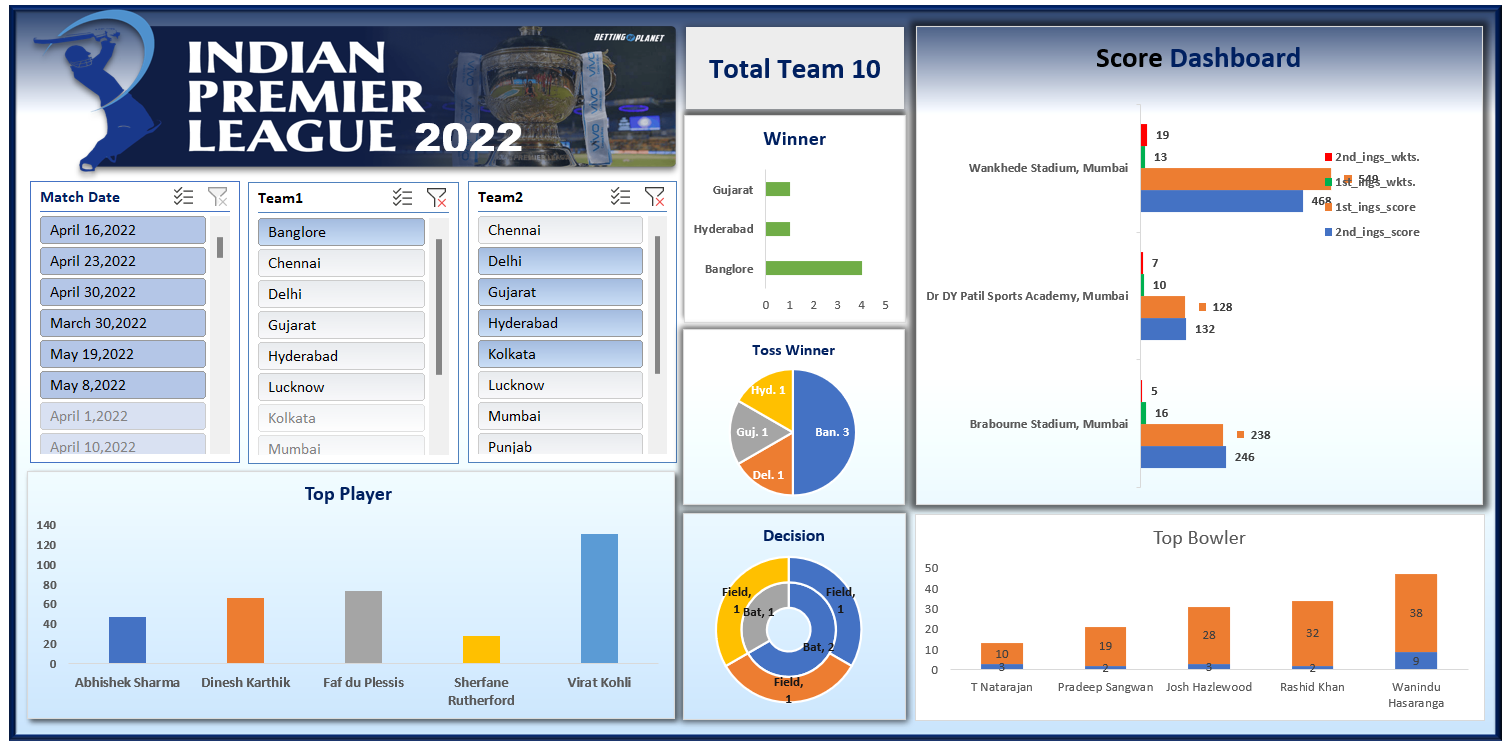 INDIAN
PREMIER
LEAGUE 2022
BETTING PLANET
VIVO
VIVO
PREMIER LEAGUE
Total Team 10
Match Date
April 16,2022
April 23,2022
April 30,2022
March 30,2022
May 19,2022
May 8,2022
April 1,2022
April 10,2022
Team1
Banglore
Chennai
Delhi
Gujarat
Hyderabad
Lucknow
Kolkata
Mumbai
Team2
Chennai
Delhi
Gujarat
Hyderabad
Kolkata
Lucknow
Mumbai
Punjab
Winner
Gujarat
Hyderabad
Banglore
0 1 2 3 4 5
Toss Winner
Hyd. 1
Guj. 1
Ban. 3
Del. 1
Decision
Field,
1
Field,
1
Bat, 1
Bat, 2
Field,
1
Score Dashboard
Wankhede Stadium, Mumbai
19
13
549
468
2nd_ings_wkts.
1st_ings_wkts.
1st_ings_score
2nd_ings_score
Dr DY Patil Sports Academy, Mumbai
7
10
128
132
Brabourne Stadium, Mumbai
5
16
238
246
Top Player
140
120
100
80
60
40
20
0
Abhishek Sharma
Dinesh Karthik
Faf du Plessis
Sherfane
Rutherford
Virat Kohli
Top Bowler
50
40
30
20
10
0
10
3
19
2
28
3
32
2
38
9
T Natarajan
Pradeep Sangwan
Josh Hazlewood
Rashid Khan
Wanindu
Hasaranga